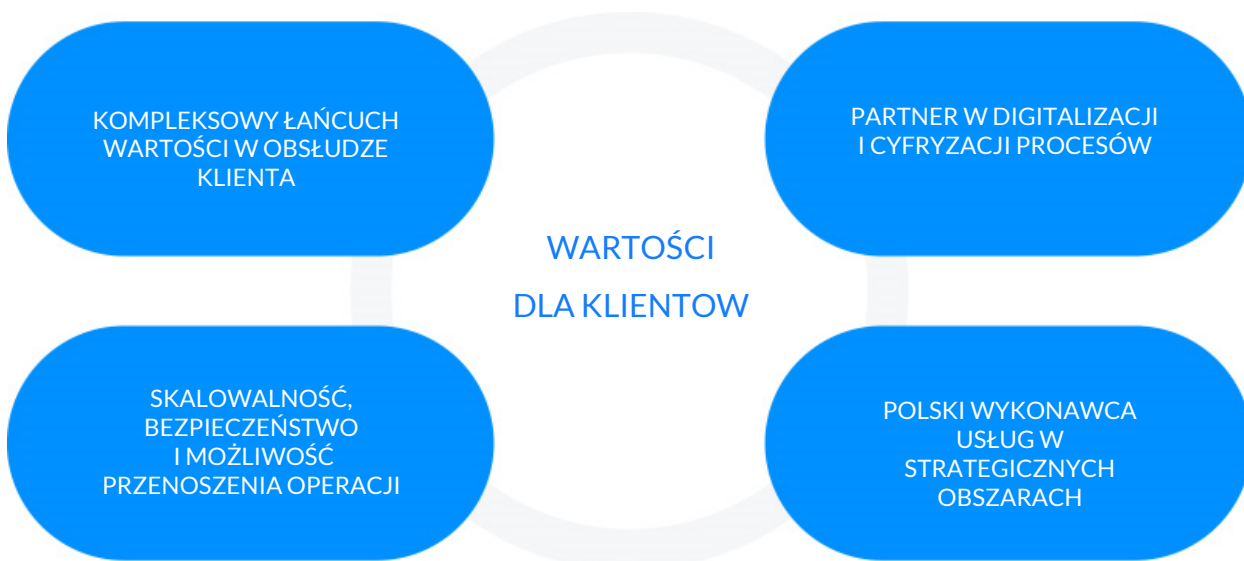 KOMPLEKSOWY ŁAŃCUCH
WARTOŚCI W OBSŁUDZE
KLIENTA
PARTNER W DIGITALIZACJI
I CYFRYZACJI PROCESÓW
WARTOŚCI
DLA KLIENTOW
SKALOWALNOŚĆ,
BEZPIECZEŃSTWO
I MOŻLIWOŚĆ
PRZENOSZENIA OPERACJI
POLSKI WYKONAWCA
USŁUG W
STRATEGICZNYCH
OBSZARACH